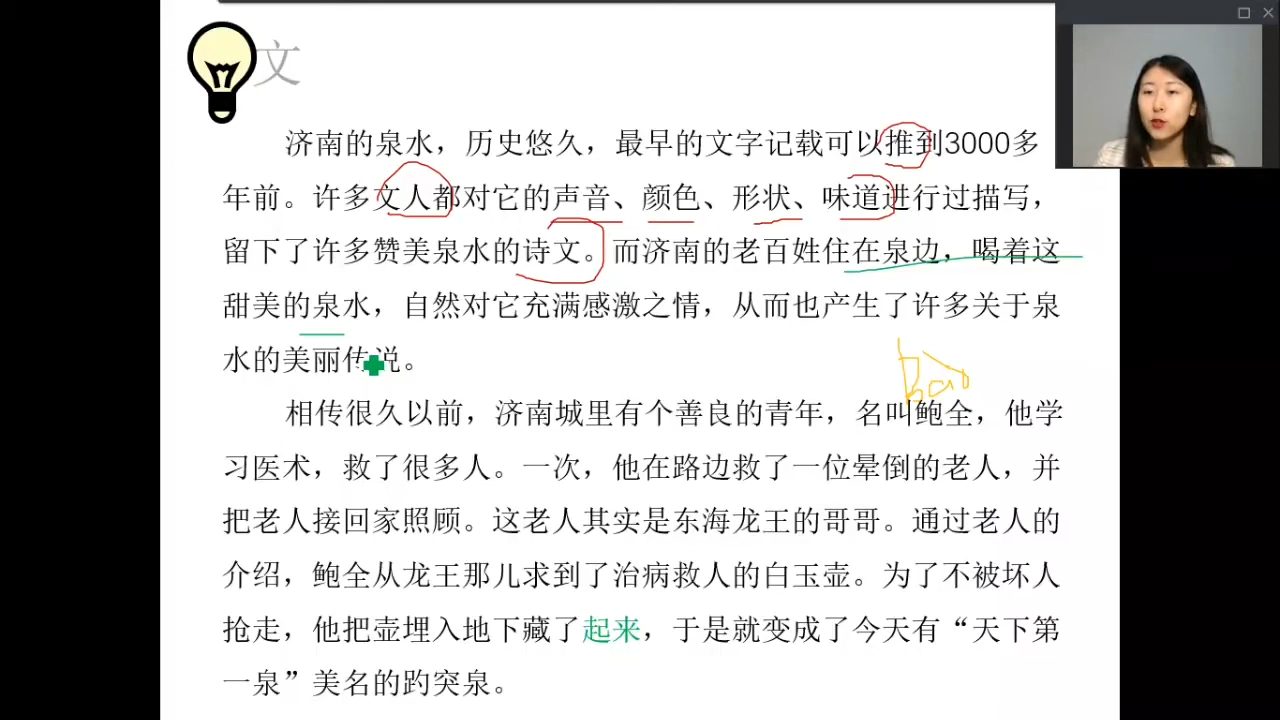 文
济南的泉水，历史悠久，最早的文字记载可以推到3000多
年前。许多文人都对它的声音、颜色、形状、味道进行过描写，
留下了许多赞美泉水的诗文。而济南的老百姓住在泉边，喝着这
甜美的泉水，自然对它充满感激之情，从而也产生了许多关于泉
水的美丽传说。
Bao
相传很久以前，济南城里有个善良的青年，名叫鲍全，他学
习医术，救了很多人。一次，他在路边救了一位晕倒的老人，并
把老人接回家照顾。这老人其实是东海龙王的哥哥。通过老人的
介绍，鲍全从龙王那儿求到了治病救人的白玉壶。为了不被坏人
抢走，他把壶埋入地下藏了起来，于是就变成了今天有“天下第
一泉”美名的趵突泉。